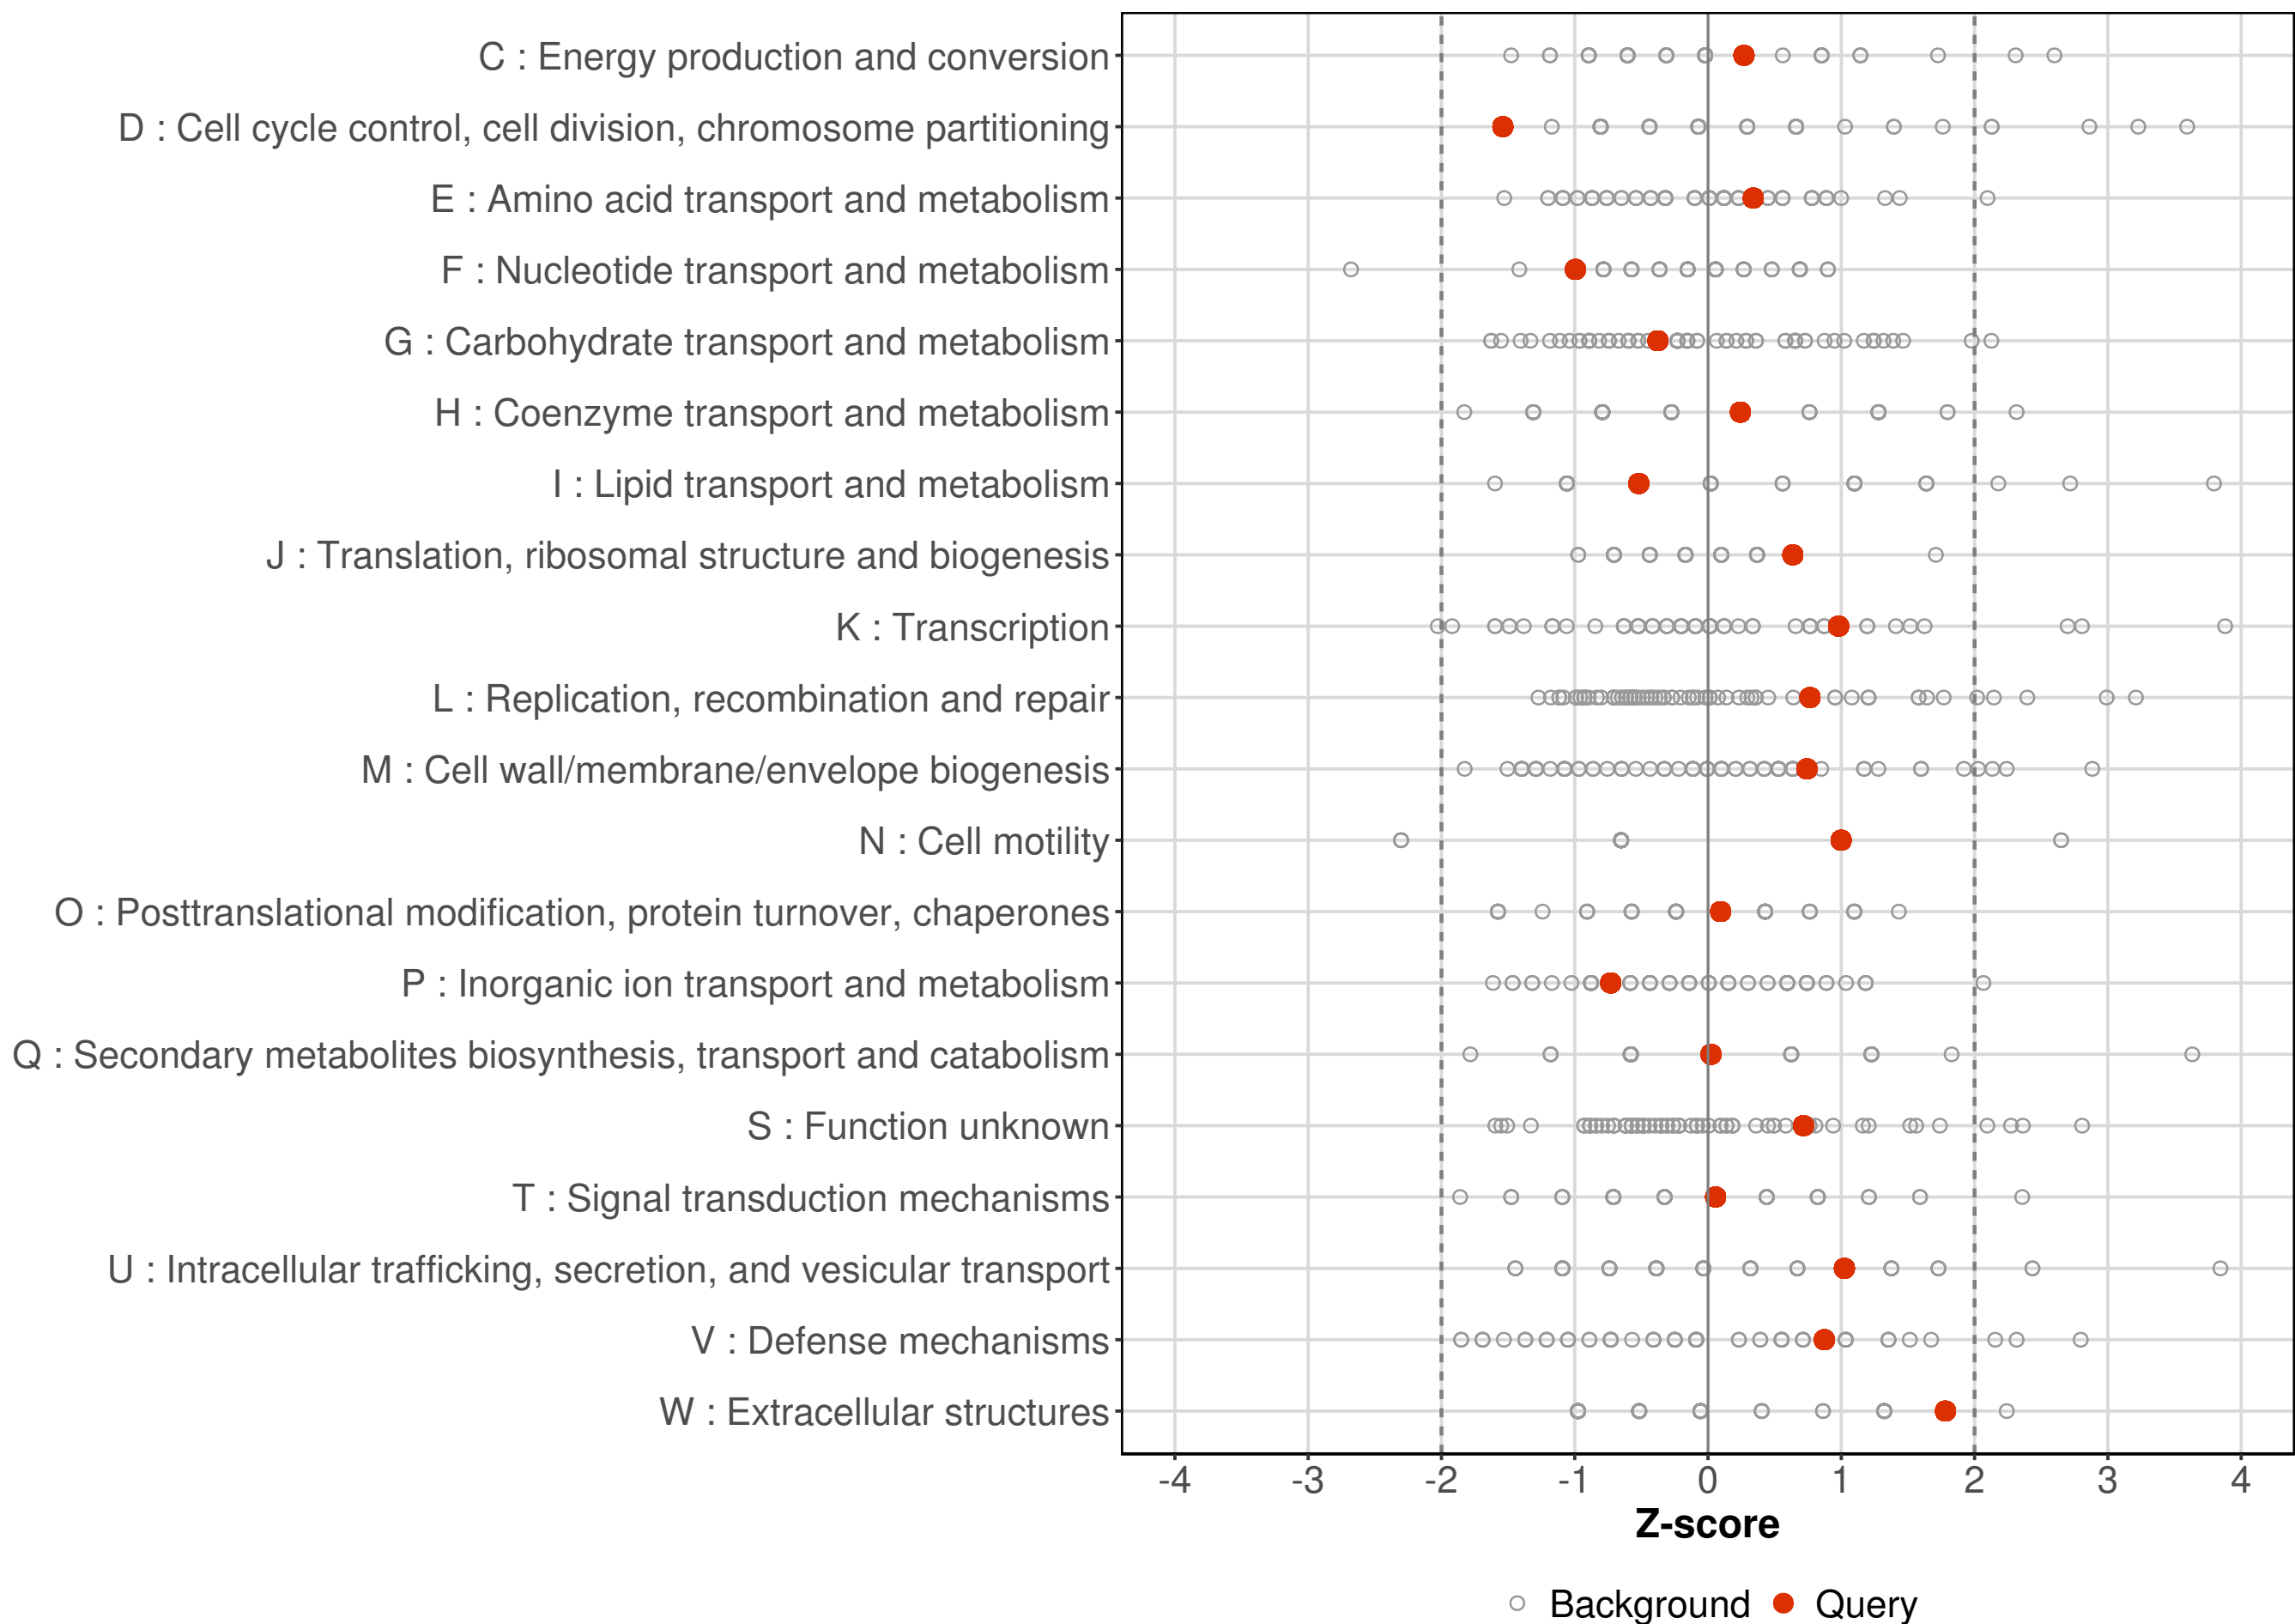 C : Energy production and conversion
D : Cell cycle control, cell division, chromosome partitioning
E : Amino acid transport and metabolism
F : Nucleotide transport and metabolism
G : Carbohydrate transport and metabolism
H : Coenzyme transport and metabolism
I : Lipid transport and metabolism
J : Translation, ribosomal structure and biogenesis
K : Transcription
L : Replication, recombination and repair
M : Cell wall/membrane/envelope biogenesis
N : Cell motility
O : Posttranslational modification, protein turnover, chaperones
P : Inorganic ion transport and metabolism
Q : Secondary metabolites biosynthesis, transport and catabolism
S : Function unknown
T : Signal transduction mechanisms
U : Intracellular trafficking, secretion, and vesicular transport
V : Defense mechanisms
W : Extracellular structures
-4 -3 -2 -1 0 1 2 3 4
Z-score
Background Query